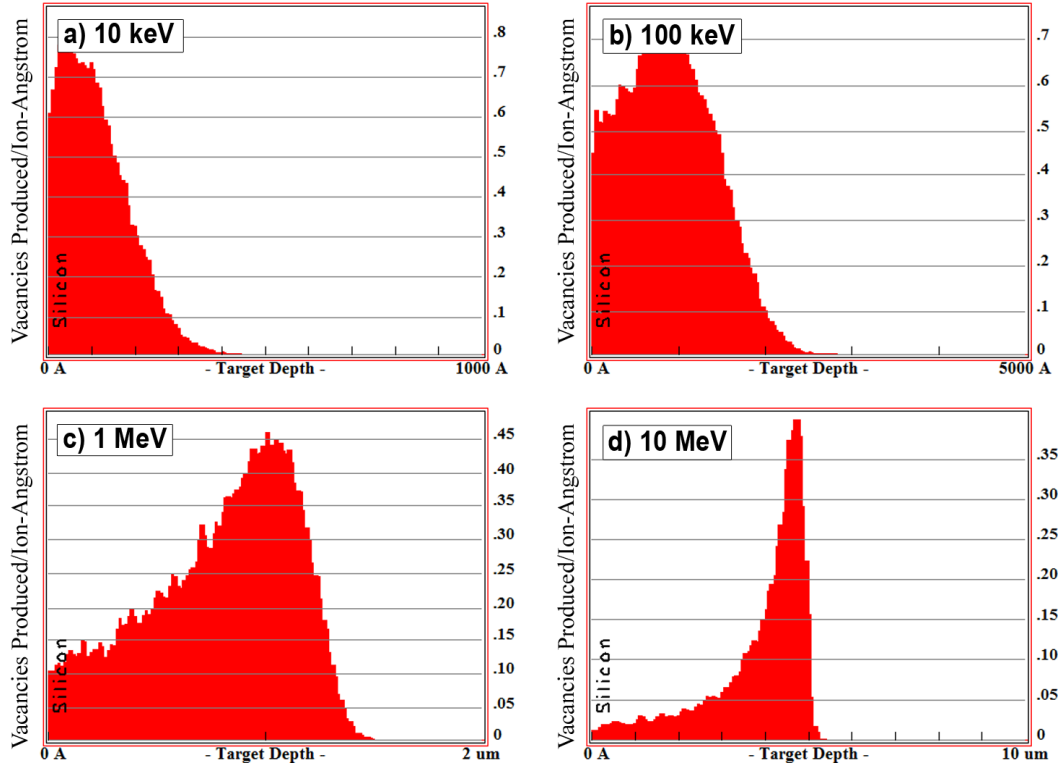 a) 10 keV
Vacancies Produced/Ion-Angstrom
.8
.7
.6
.5
.4
.3
.2
.1
0
Silicon
0 A
- Target Depth -
1000 A
b) 100 keV
Vacancies Produced/Ion-Angstrom
.7
.6
.5
.4
.3
.2
.1
0
Silicon
0 A
- Target Depth -
5000 A
c) 1 MeV
Vacancies Produced/Ion-Angstrom
.45
.40
.35
.30
.25
.20
.15
.10
.05
0
Silicon
0 A
- Target Depth -
2 um
d) 10 MeV
Vacancies Produced/Ion-Angstrom
.35
.30
.25
.20
.15
.10
.05
0
Silicon
0 A
- Target Depth -
10 um